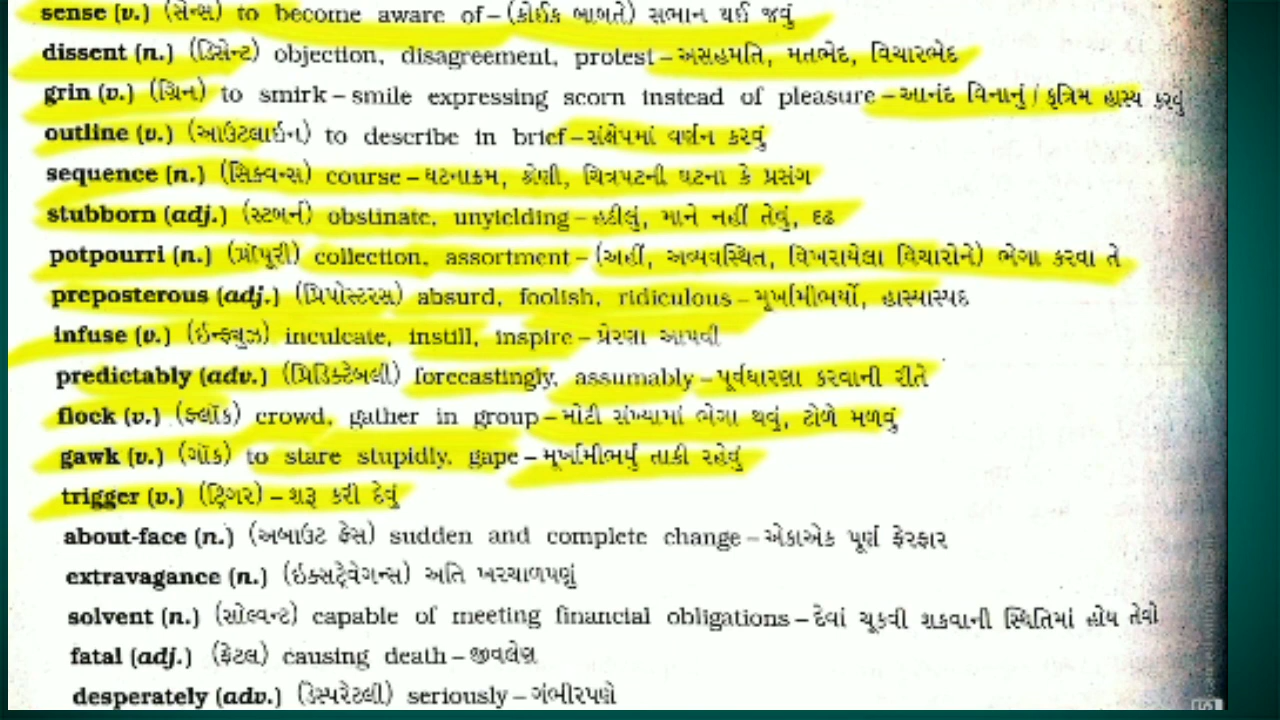 sense (v.) (સેન્સ) to become aware of – (કોઈક બાબતે) સભાન થઈ જવું
dissent (n.) (ડિસેન્ટ) objection, disagreement, protest – અસહમતિ, મતભેદ, વિચારભેદ
grin (v.) (ગ્રિન) to smirk – smile expressing scorn instead of pleasure – આનંદ વિનાનું / કૃત્રિમ હાસ્ય કરવું
outline (v.) (આઉટલાઇન) to describe in brief – સંક્ષેપમાં વર્ણન કરવું
sequence (n.) (સિક્વન્સ) course – ઘટનાક્રમ, શ્રેણી, ચિત્રપટની ઘટના કે પ્રસંગ
stubborn (adj.) (સ્ટબર્ન) obstinate, unyielding – હઠીલું, માને નહીં તેવું, દૃઢ
potpourri (n.) (પ્રૉપૂરી) collection, assortment – (અહીં, અવ્યવસ્થિત, વિખરાયેલા વિચારોને) ભેગા કરવા તે
preposterous (adj.) (પ્રિપોસ્ટરસ) absurd, foolish, ridiculous – મૂર્ખામીભર્યો, હાસ્યાસ્પદ
infuse (v.) (ઇન્ફ્યુઝ) inculcate, instill, inspire – પ્રેરણા આપવી
predictably (adv.) (પ્રિડિક્ટેબલી) forecastingly, assumably – પૂર્વધારણા કરવાની રીતે
flock (v.) (ફ્લૉક) crowd, gather in group – મોટી સંખ્યામાં ભેગા થવું, ટોળે મળવું
gawk (v.) (ગૉક) to stare stupidly, gape – મૂર્ખામીભર્યું તાકી રહેવું
trigger (v.) (ટ્રિગર) – શરૂ કરી દેવું
about-face (n.) (અબાઉટ ફેસ) sudden and complete change – એકાએક પૂર્ણ ફેરફાર
extravagance (n.) (ઇક્સટ્રેવેગન્સ) અતિ ખરચાળપણું
solvent (n.) (સોલ્વન્ટ) capable of meeting financial obligations – દેવાં ચૂકવી શકવાની સ્થિતિમાં હોય તેવો
fatal (adj.) (ફેટલ) causing death – જીવલેણ
desperately (adv.) (ડેસ્પરેટલી) seriously – ગંભીરપણે